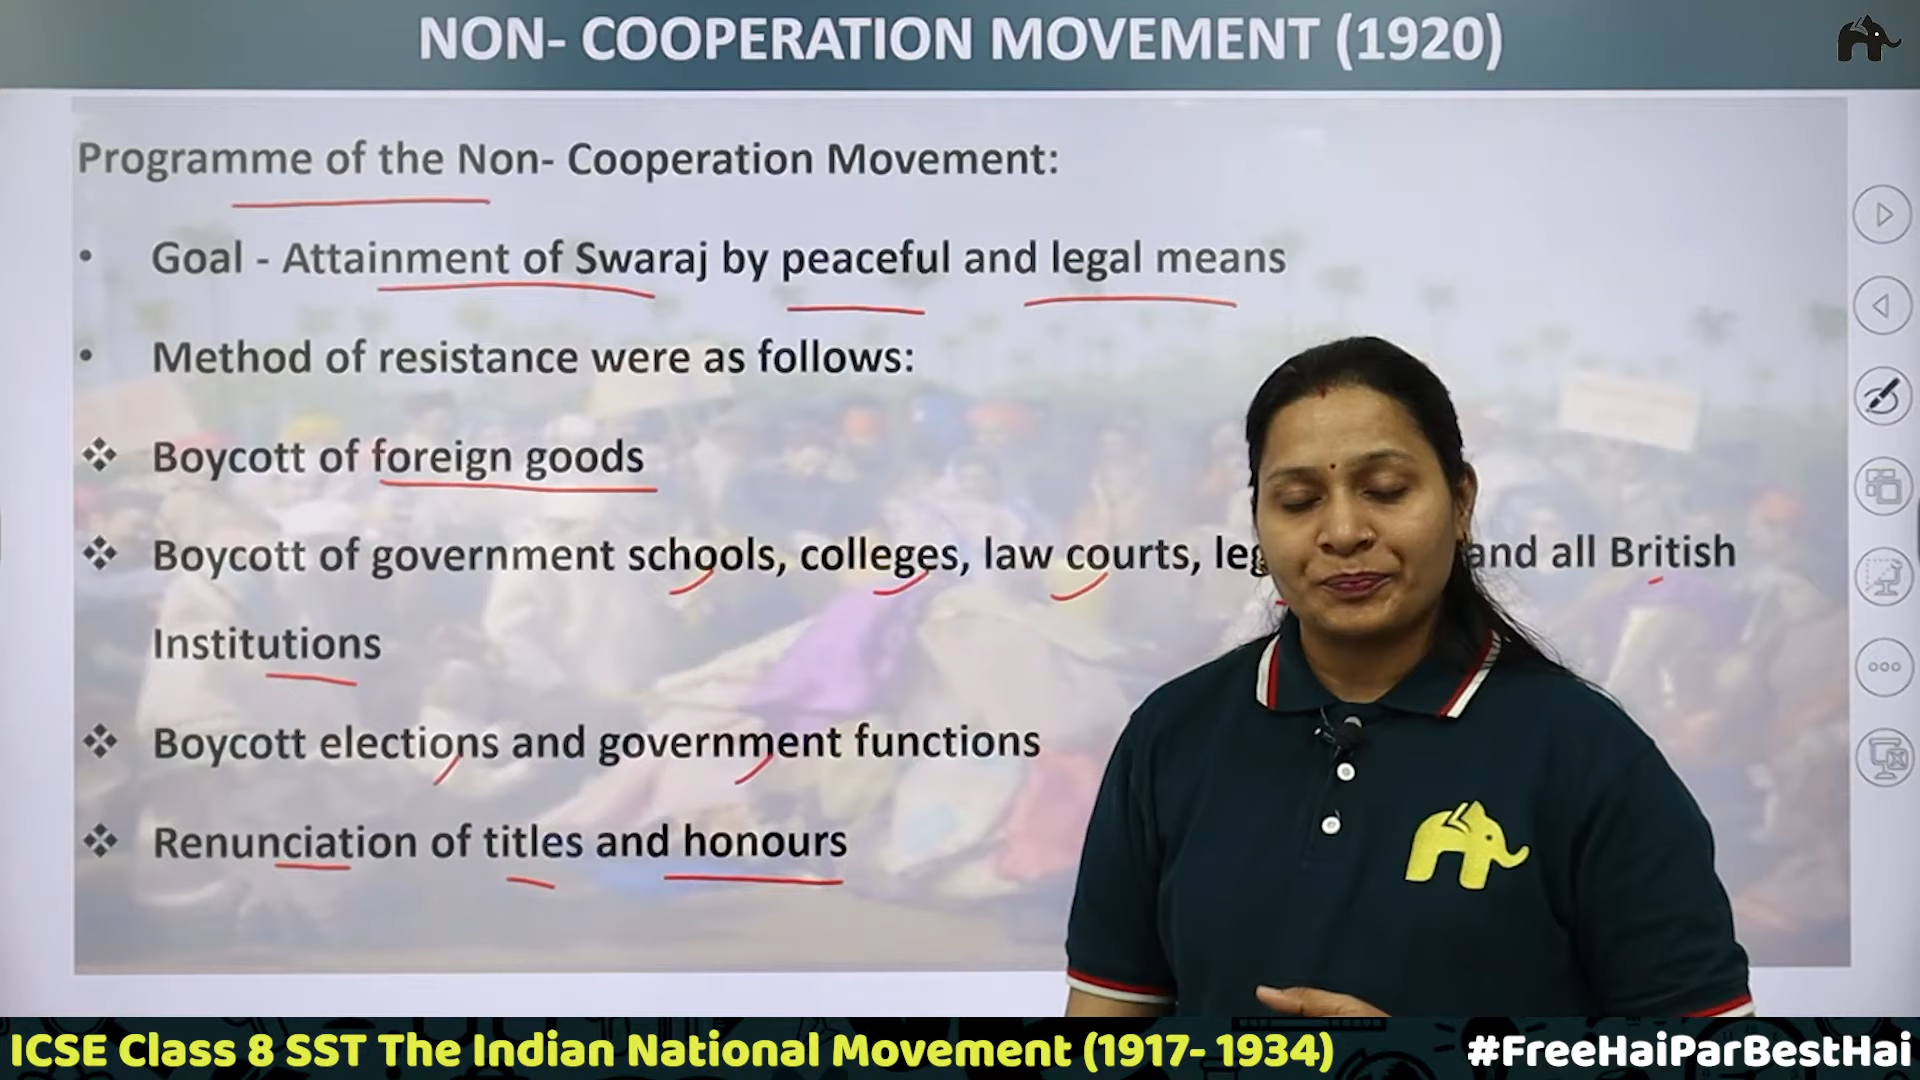 NON- COOPERATION MOVEMENT (1920)
Programme of the Non- Cooperation Movement:
• Goal - Attainment of Swaraj by peaceful and legal means
• Method of resistance were as follows:
❖ Boycott of foreign goods
❖ Boycott of government schools, colleges, law courts, and all British
Institutions
❖ Boycott elections and government functions
❖ Renunciation of titles and honours
ICSE Class 8 SST The Indian National Movement (1917- 1934)
#FreeHaiParBestHai